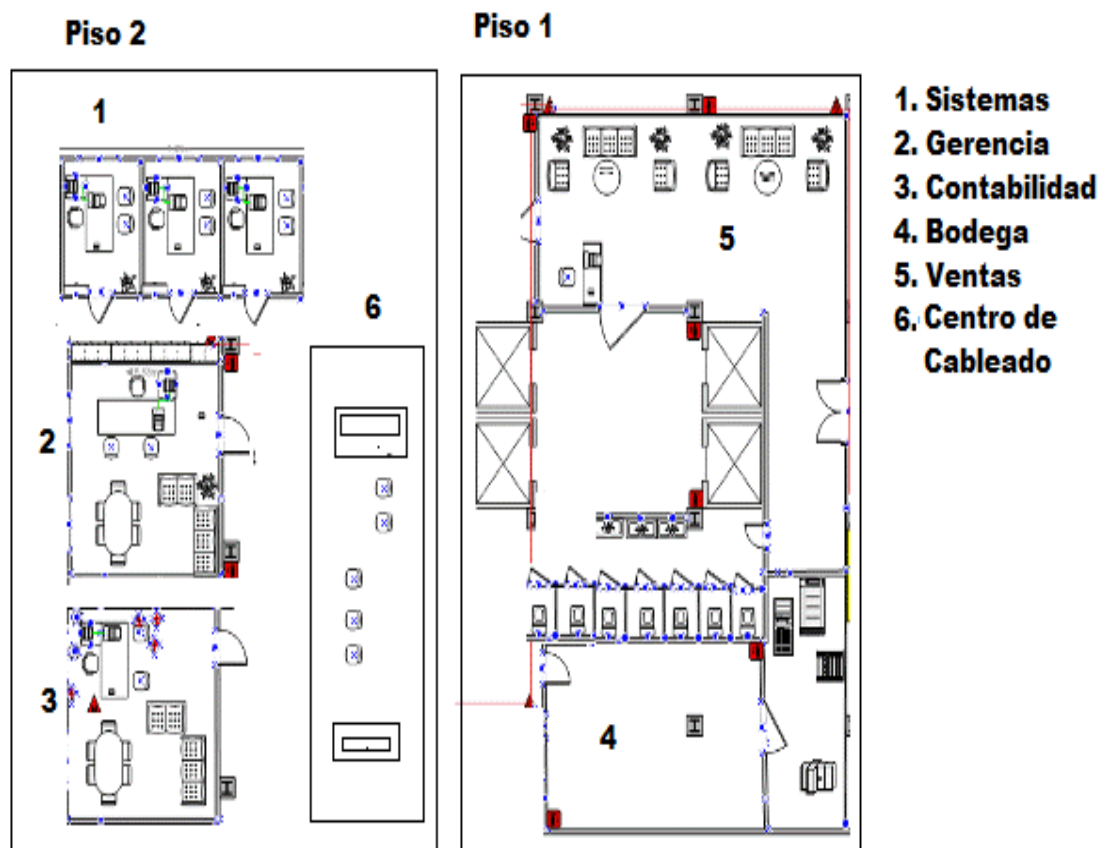 Piso 2
Piso 1
1
6
2
3
5
4
1. Sistemas
2. Gerencia
3. Contabilidad
4. Bodega
5. Ventas
6. Centro de
Cableado